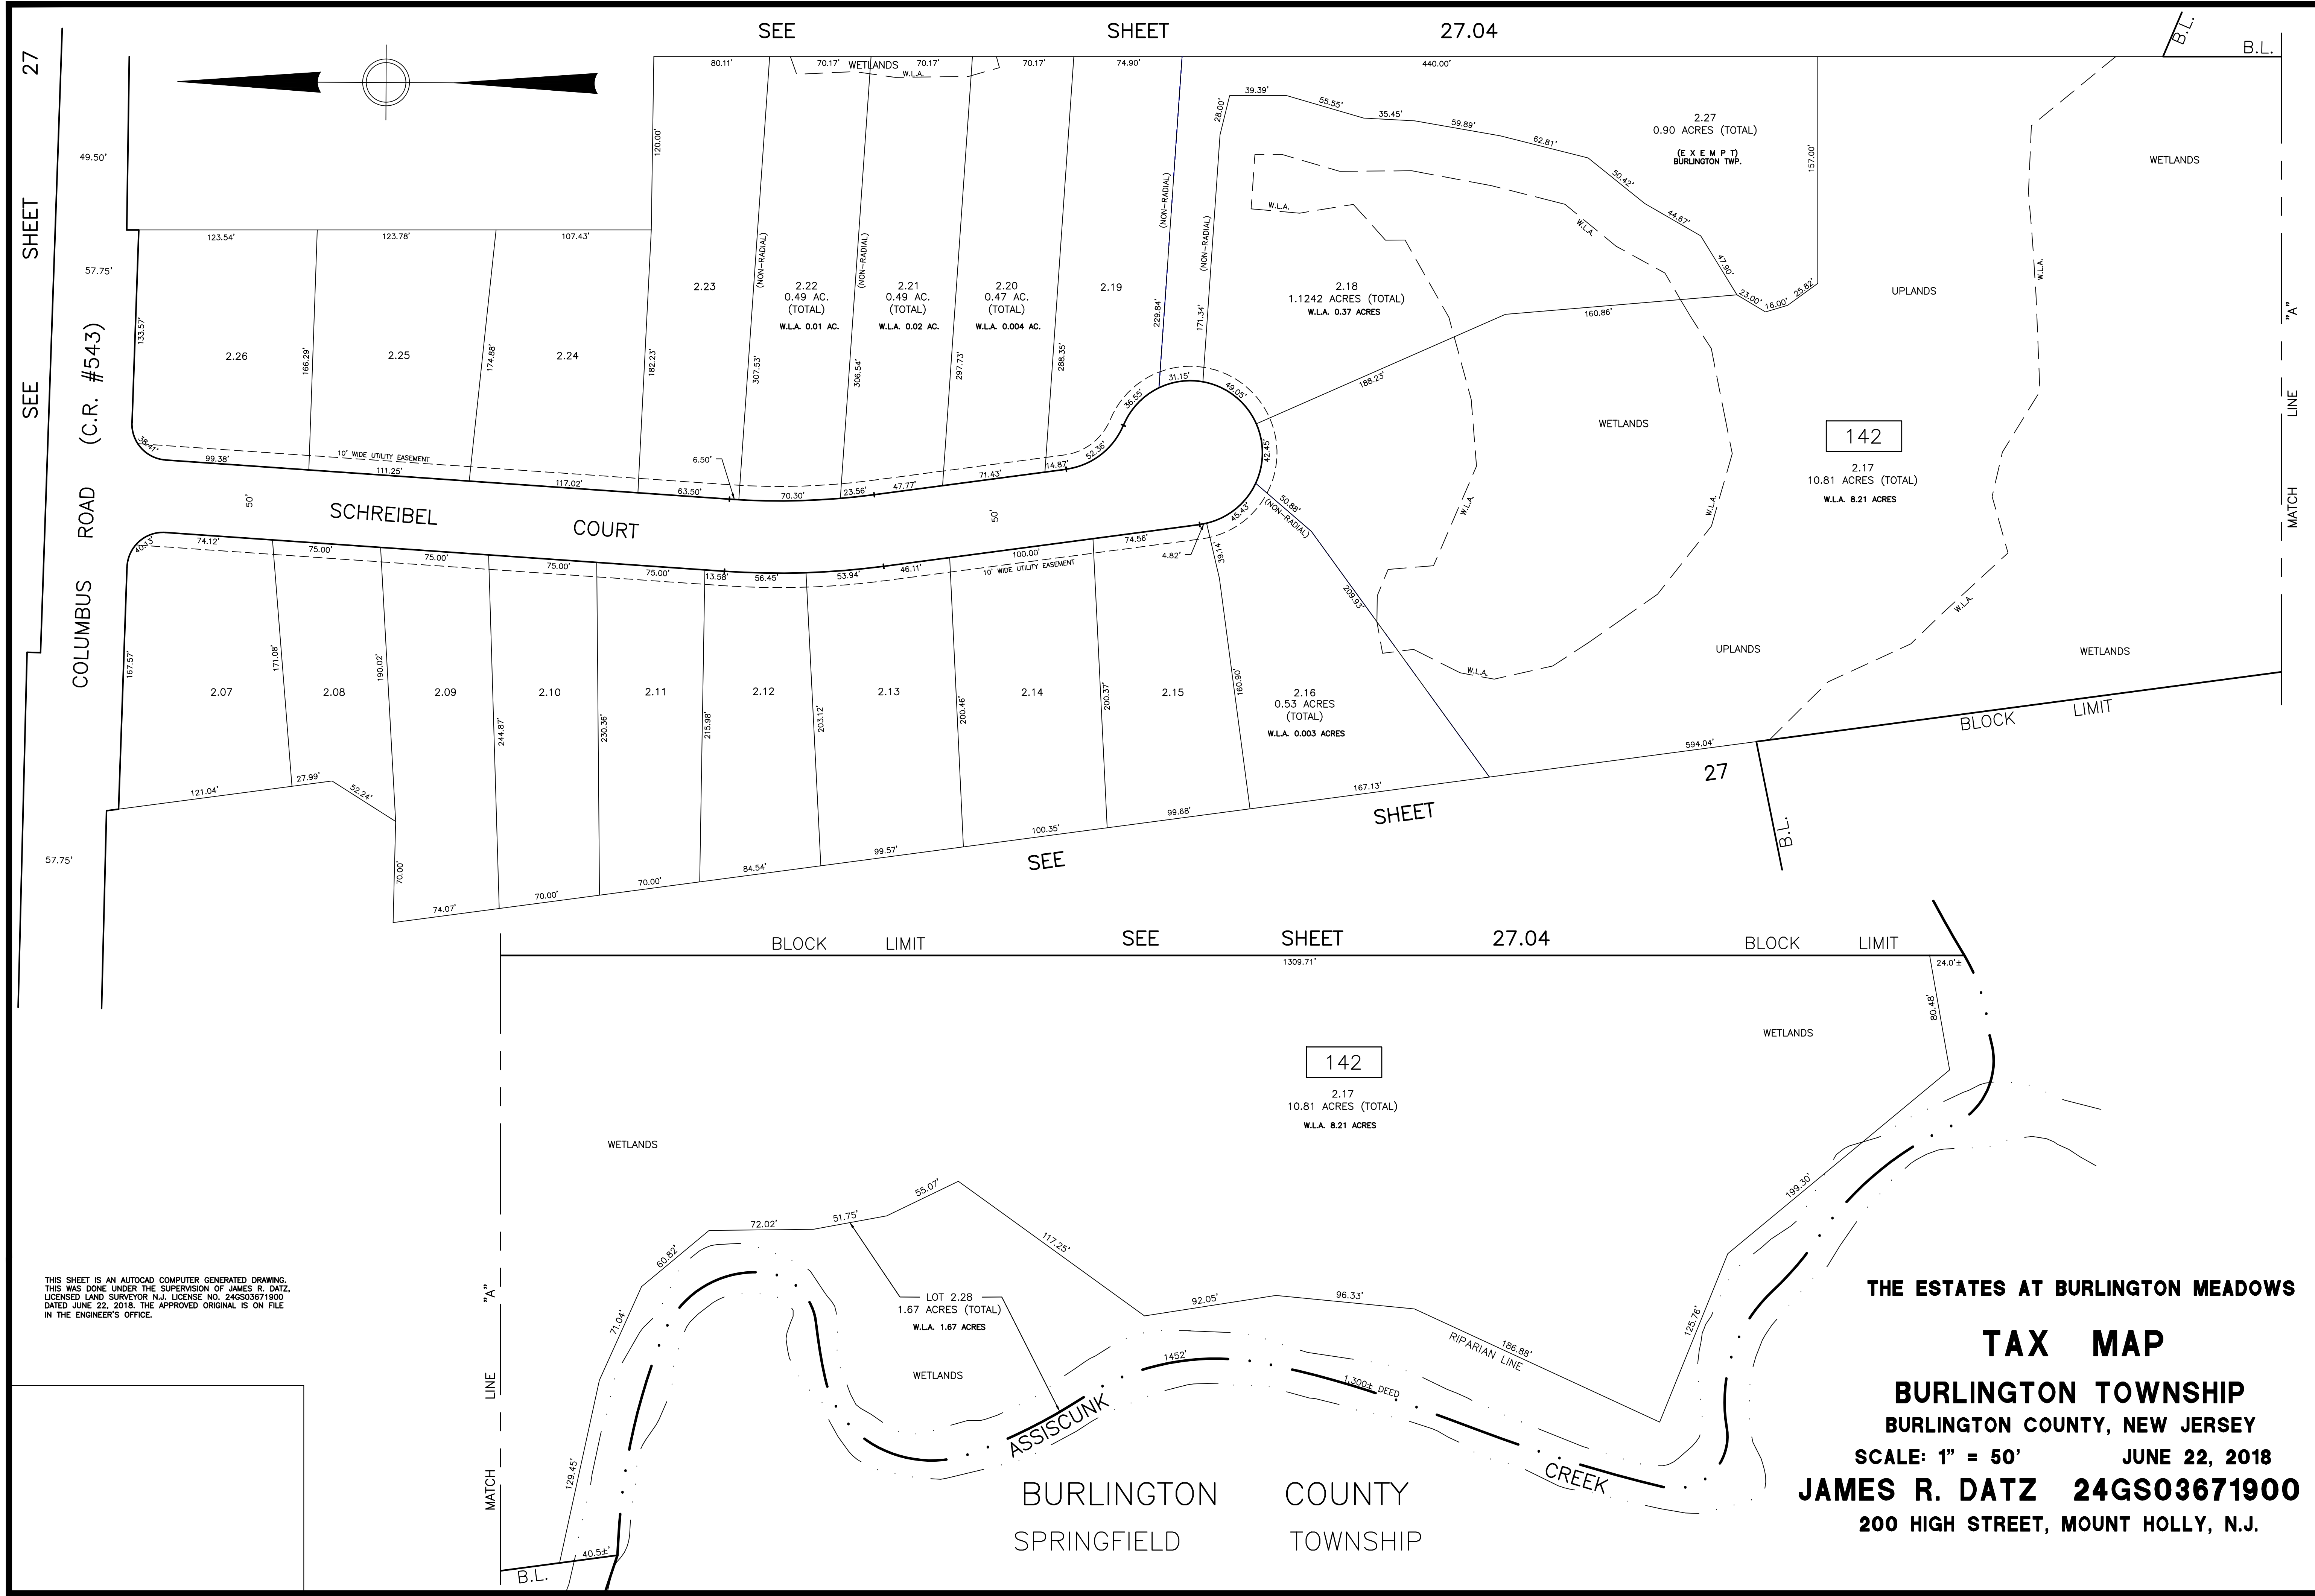 SEE SHEET 27.04
B.L.
B.L.
SEE SHEET 27
49.50'
57.75'
COLUMBUS ROAD (C.R. #543)
57.75'
80.11'
70.17'
WETLANDS
70.17'
W.L.A.
70.17'
74.90'
440.00'
120.00'
39.39'
28.00'
55.55'
35.45'
59.89'
62.81'
50.42'
44.67'
47.90'
23.00'
16.00'
25.82'
157.00'
2.27
0.90 ACRES (TOTAL)
(E X E M P T)
BURLINGTON TWP.
WETLANDS
123.54'
123.78'
107.43'
133.57'
2.26
166.29'
2.25
174.88'
2.24
182.23'
2.23
(NON-RADIAL)
307.53'
2.22
0.49 AC.
(TOTAL)
W.L.A. 0.01 AC.
(NON-RADIAL)
306.54'
2.21
0.49 AC.
(TOTAL)
W.L.A. 0.02 AC.
297.73'
2.20
0.47 AC.
(TOTAL)
W.L.A. 0.004 AC.
288.35'
2.19
(NON-RADIAL)
229.84'
(NON-RADIAL)
171.34'
2.18
1.1242 ACRES (TOTAL)
W.L.A. 0.37 ACRES
W.L.A.
W.L.A.
160.86'
188.23'
UPLANDS
W.L.A.
WETLANDS
142
2.17
10.81 ACRES (TOTAL)
W.L.A. 8.21 ACRES
W.L.A.
W.L.A.
W.L.A.
W.L.A.
UPLANDS
WETLANDS
MATCH LINE "A"
38.41'
99.38'
10' WIDE UTILITY EASEMENT
111.25'
117.02'
63.50'
6.50'
70.30'
23.56'
47.77'
71.43'
14.87'
52.36'
36.55'
31.15'
49.05'
42.45'
45.43'
50.88'
(NON-RADIAL)
209.93'
50'
SCHREIBEL COURT
50'
40.13'
74.12'
75.00'
75.00'
75.00'
75.00'
13.58'
56.45'
53.94'
46.11'
100.00'
10' WIDE UTILITY EASEMENT
74.56'
4.82'
39.14'
167.57'
2.07
171.08'
2.08
190.02'
2.09
244.87'
2.10
230.36'
2.11
215.98'
2.12
203.12'
2.13
200.46'
2.14
200.37'
2.15
160.90'
2.16
0.53 ACRES
(TOTAL)
W.L.A. 0.003 ACRES
121.04'
27.99'
52.24'
70.00'
74.07'
70.00'
70.00'
84.54'
99.57'
100.35'
99.68'
167.13'
594.04'
SEE SHEET 27
BLOCK LIMIT
B.L.
BLOCK LIMIT SEE SHEET 27.04 BLOCK LIMIT
1309.71'
24.0'±
80.48'
WETLANDS
142
2.17
10.81 ACRES (TOTAL)
W.L.A. 8.21 ACRES
WETLANDS
MATCH LINE "A"
129.45'
71.04'
60.82'
72.02'
51.75'
55.07'
117.25'
92.05'
96.33'
186.88'
RIPARIAN LINE
125.76'
199.30'
LOT 2.28
1.67 ACRES (TOTAL)
W.L.A. 1.67 ACRES
WETLANDS
1452'
1,300± DEED
ASSISCUNK CREEK
40.5±'
B.L.
BURLINGTON COUNTY
SPRINGFIELD TOWNSHIP
THIS SHEET IS AN AUTOCAD COMPUTER GENERATED DRAWING.
THIS WAS DONE UNDER THE SUPERVISION OF JAMES R. DATZ,
LICENSED LAND SURVEYOR N.J. LICENSE NO. 24GS03671900
DATED JUNE 22, 2018. THE APPROVED ORIGINAL IS ON FILE
IN THE ENGINEER'S OFFICE.
THE ESTATES AT BURLINGTON MEADOWS
TAX MAP
BURLINGTON TOWNSHIP
BURLINGTON COUNTY, NEW JERSEY
SCALE: 1" = 50' JUNE 22, 2018
JAMES R. DATZ 24GS03671900
200 HIGH STREET, MOUNT HOLLY, N.J.